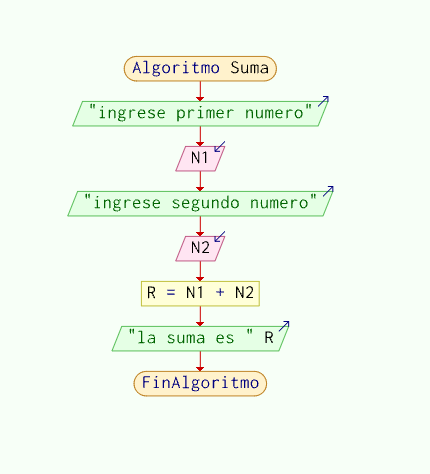 Algoritmo Suma
"ingrese primer numero"
N1
"ingrese segundo numero"
N2
R = N1 + N2
"la suma es " R
FinAlgoritmo